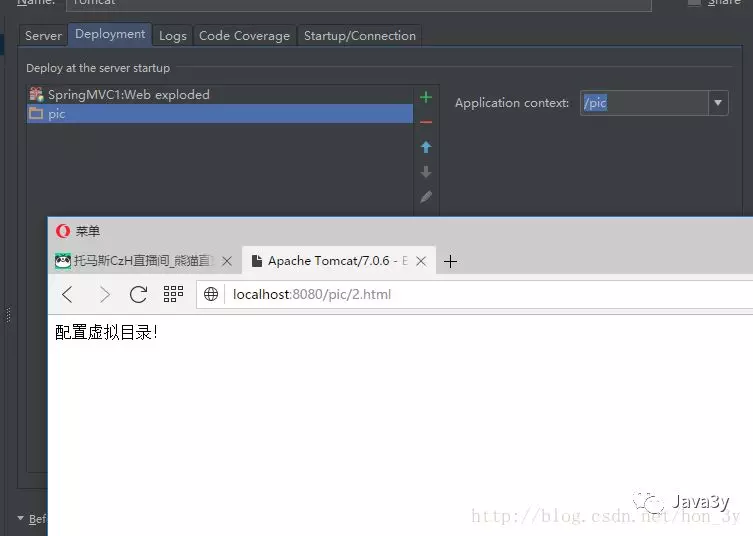 Name: Tomcat Share
Server Deployment Logs Code Coverage Startup/Connection
Deploy at the server startup
SpringMVC1:Web exploded
pic
Application context: /pic
菜单
托马斯CzH直播间_熊猫直 Apache Tomcat/7.0.6 - E
localhost:8080/pic/2.html
配置虚拟目录!
Java3y
Bef
http://blog.csdn.net/hon_3y